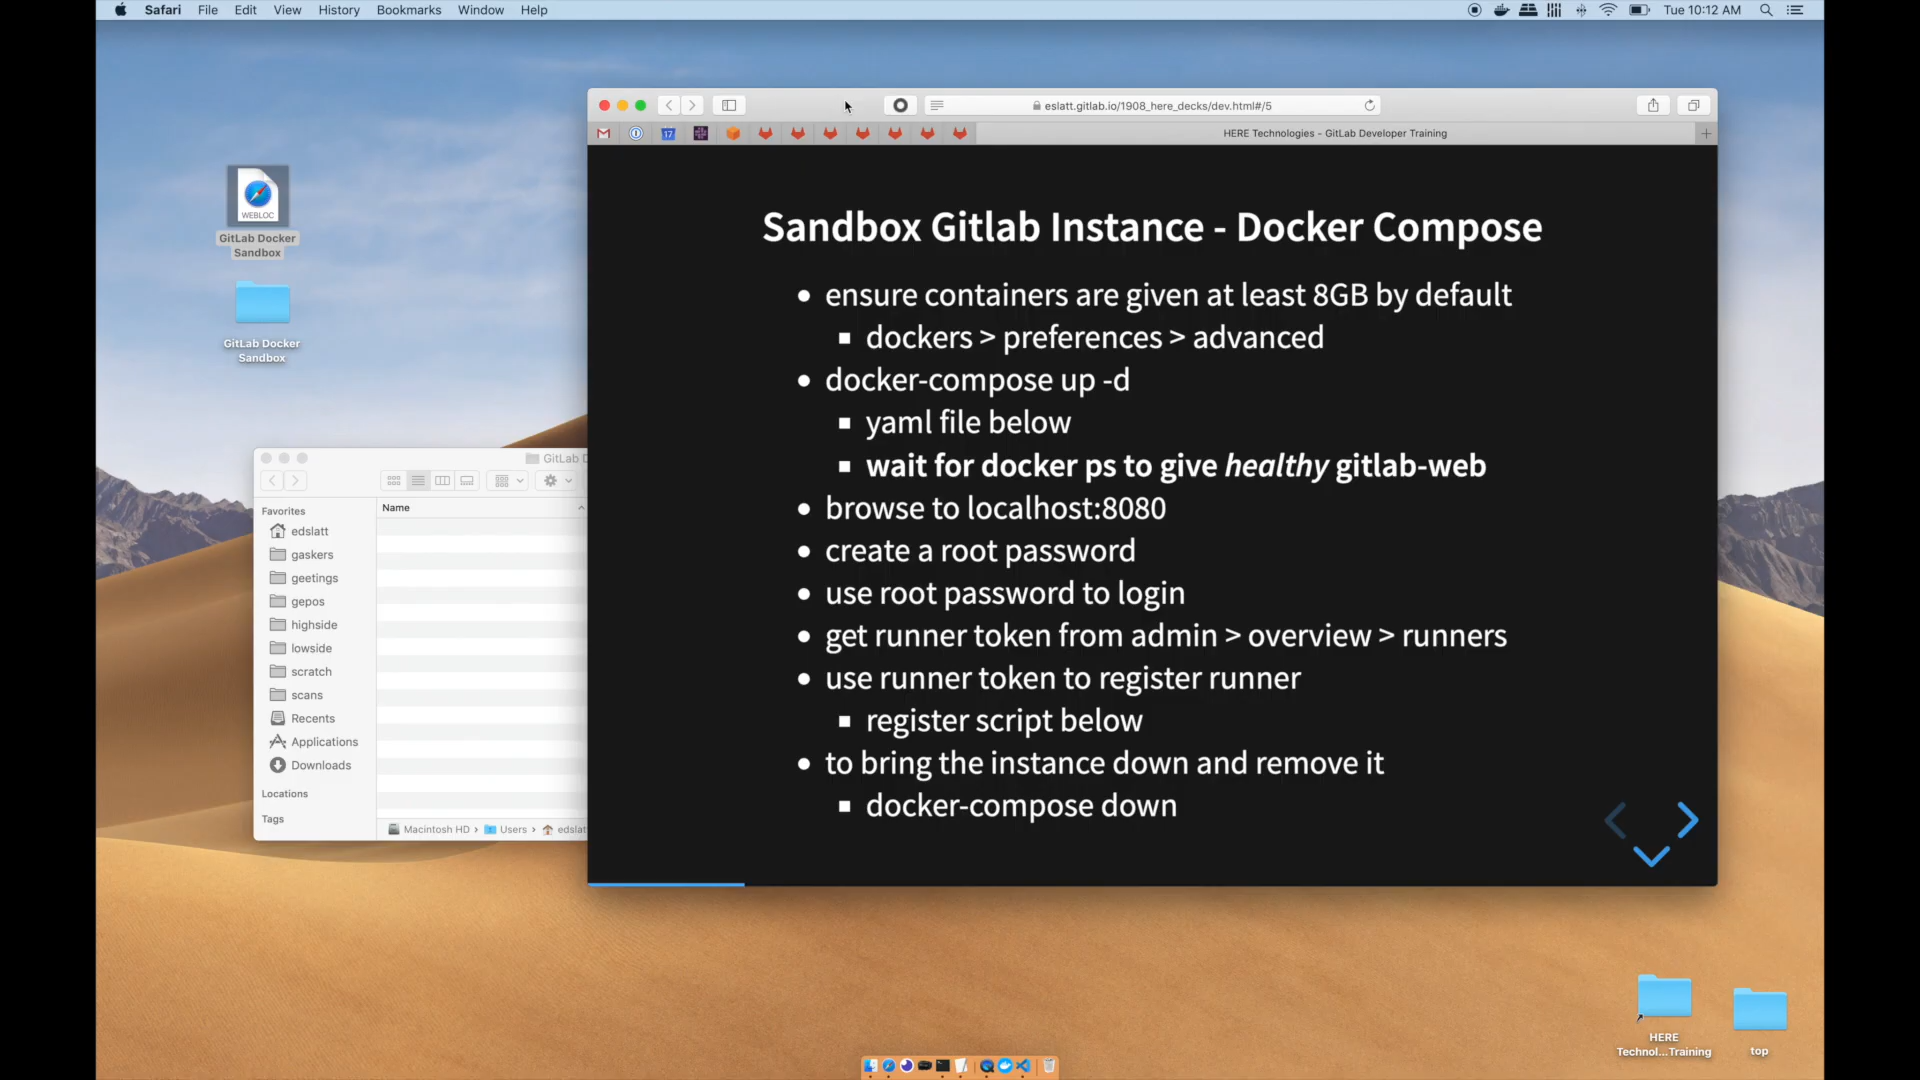 Safari File Edit View History Bookmarks Window Help
Tue 10:12 AM
eslatt.gitlab.io/1908_here_decks/dev.html#/5
17
HERE Technologies - GitLab Developer Training
WEBLOC
GitLab Docker
Sandbox
GitLab Docker
Sandbox
Sandbox Gitlab Instance - Docker Compose
ensure containers are given at least 8GB by default
dockers > preferences > advanced
docker-compose up -d
yaml file below
wait for docker ps to give healthy gitlab-web
browse to localhost:8080
create a root password
use root password to login
get runner token from admin > overview > runners
use runner token to register runner
register script below
to bring the instance down and remove it
docker-compose down
GitLab D
Name
Favorites
edslatt
gaskers
geetings
gepos
highside
lowside
scratch
scans
Recents
Applications
Downloads
Locations
Tags
Macintosh HD > Users > edslatt
HERE
Technol...Training
top